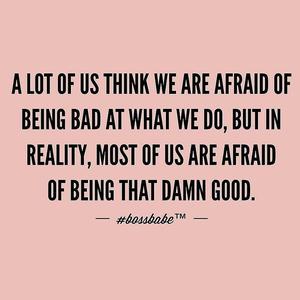 A LOT OF US THINK WE ARE AFRAID OF
BEING BAD AT WHAT WE DO, BUT IN
REALITY, MOST OF US ARE AFRAID
OF BEING THAT DAMN GOOD.
— #bossbabe™ —